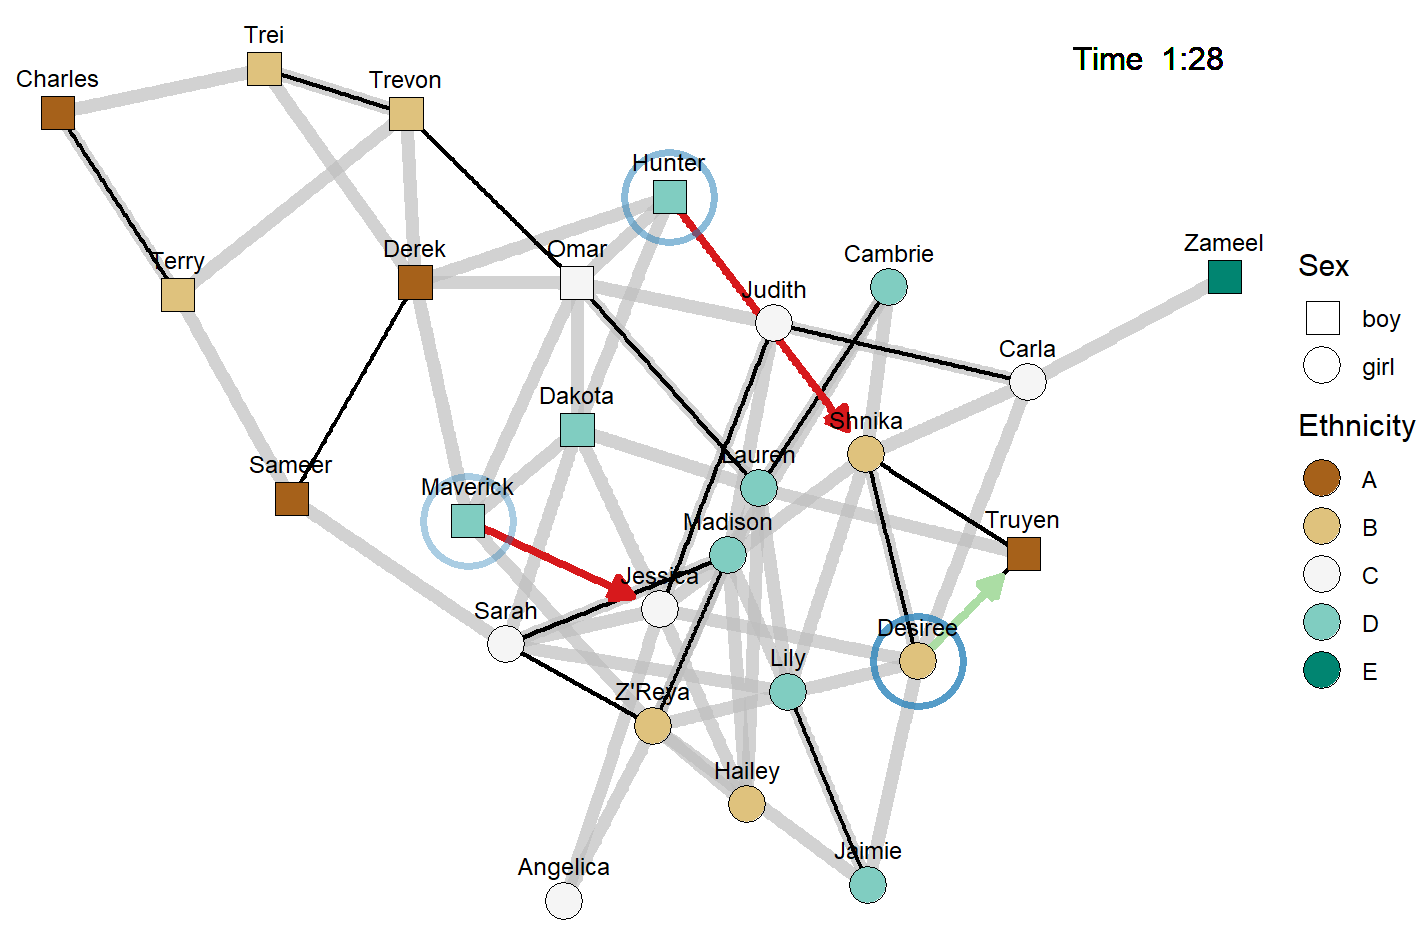 Trei
Time 1:28
Charles
Trevon
Hunter
Zameel
Terry
Derek
Omar
Cambrie
Sex
Judith
boy
Carla
girl
Dakota
Shnika
Ethnicity
Sameer
Lauren
A
Maverick
Madison
Truyen
B
Jessica
C
Sarah
Desiree
D
Lily
E
Z'Reya
Hailey
Angelica
Jaimie